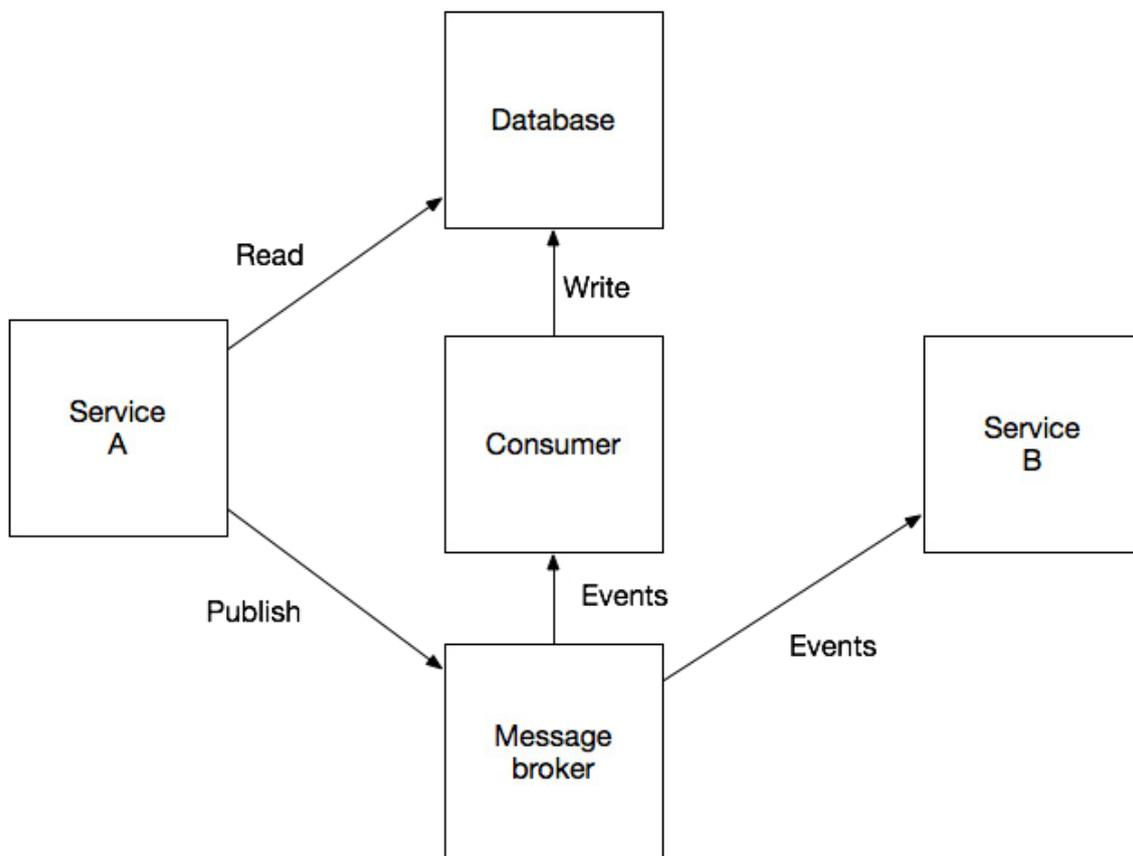 Database
Read
Write
Service
A
Consumer
Service
B
Publish
Events
Events
Message
broker